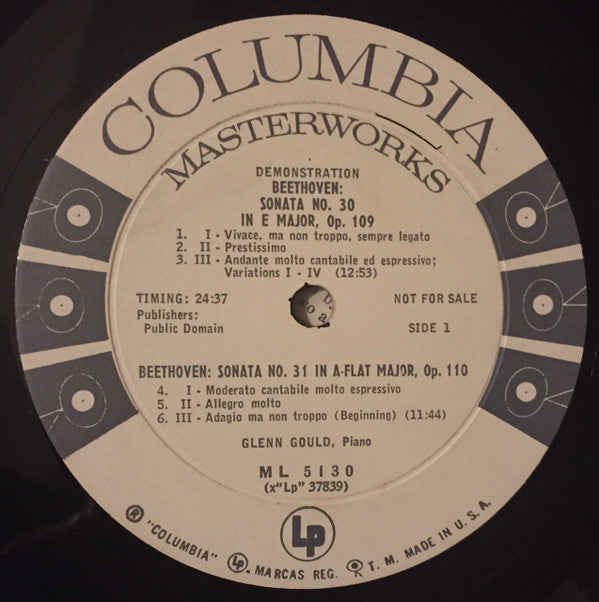 COLUMBIA
MASTERWORKS
DEMONSTRATION
BEETHOVEN:
SONATA NO. 30
IN E MAJOR, Op. 109
1. I - Vivace, ma non troppo, sempre legato
2. II - Prestissimo
3. III - Andante molto cantabile ed espressivo;
Variations I - IV (12:53)
TIMING: 24:37
NOT FOR SALE
Publishers:
Public Domain
SIDE 1
BEETHOVEN: SONATA NO. 31 IN A-FLAT MAJOR, Op. 110
4. I - Moderato cantabile molto espressivo
5. II - Allegro molto
6. III - Adagio ma non troppo (Beginning) (11:44)
GLENN GOULD, Piano
ML 5130
(x"Lp" 37839)
Lp
® "COLUMBIA" Lp. MARCAS REG. T. M. MADE IN U. S. A.